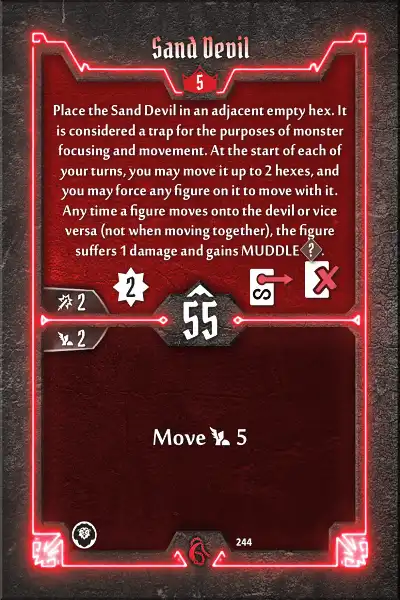 Sand Devil
5
Place the Sand Devil in an adjacent empty hex. It
is considered a trap for the purposes of monster
focusing and movement. At the start of each of
your turns, you may move it up to 2 hexes, and
you may force any figure on it to move with it.
Any time a figure moves onto the devil or vice
versa (not when moving together), the figure
suffers 1 damage and gains MUDDLE ?.
2
S
2
55
2
Move 5
244